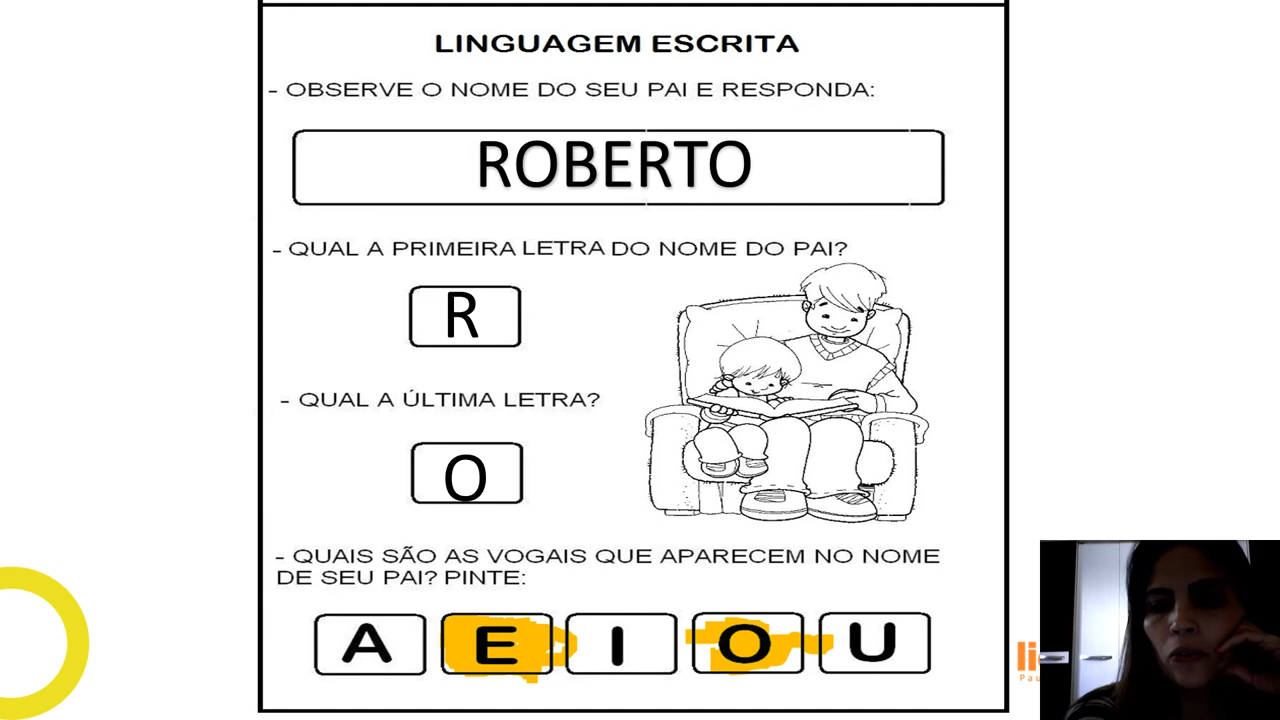 LINGUAGEM ESCRITA
- OBSERVE O NOME DO SEU PAI E RESPONDA:
ROBERTO
- QUAL A PRIMEIRA LETRA DO NOME DO PAI?
R
- QUAL A ÚLTIMA LETRA?
O
- QUAIS SÃO AS VOGAIS QUE APARECEM NO NOME
DE SEU PAI? PINTE:
A E I O U